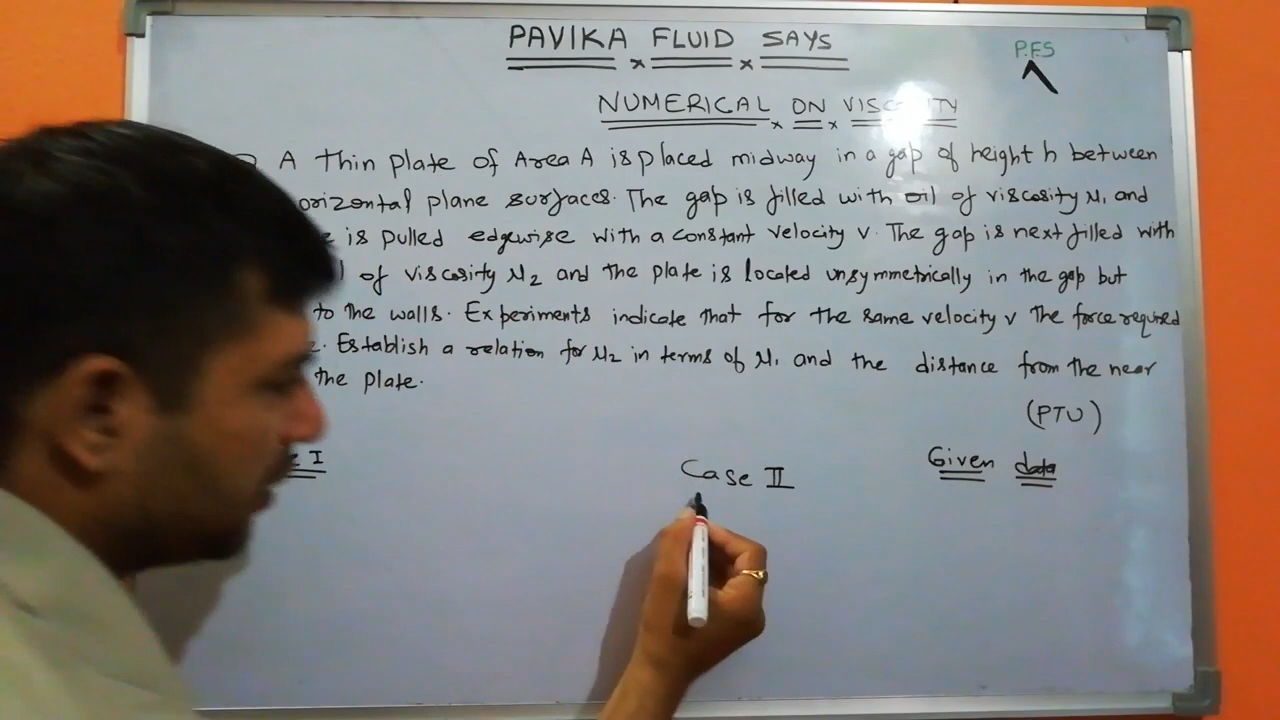 PAVIKA FLUID SAYS
P.F.S
NUMERICAL ON VISCOSITY
A Thin plate of Area A is placed midway in a gap of height h between
orizontal plane surfaces. The gap is filled with oil of viscosity μ1 and
is pulled edgewise with a constant velocity v. The gap is next filled with
of viscosity μ2 and the plate is located unsymmetrically in the gap but
to the walls. Experiments indicate that for the same velocity v the force required
Establish a relation for μ2 in terms of μ1 and the distance from the near
the plate.
(PTU)
I
Case II
Given data